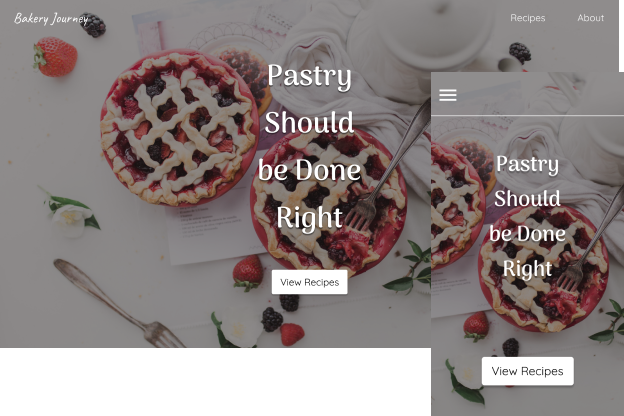 Bakery Journey
Recipes
About
Pastry
Should
be Done
Right
View Recipes
Pastry
Should
be Done
Right
View Recipes